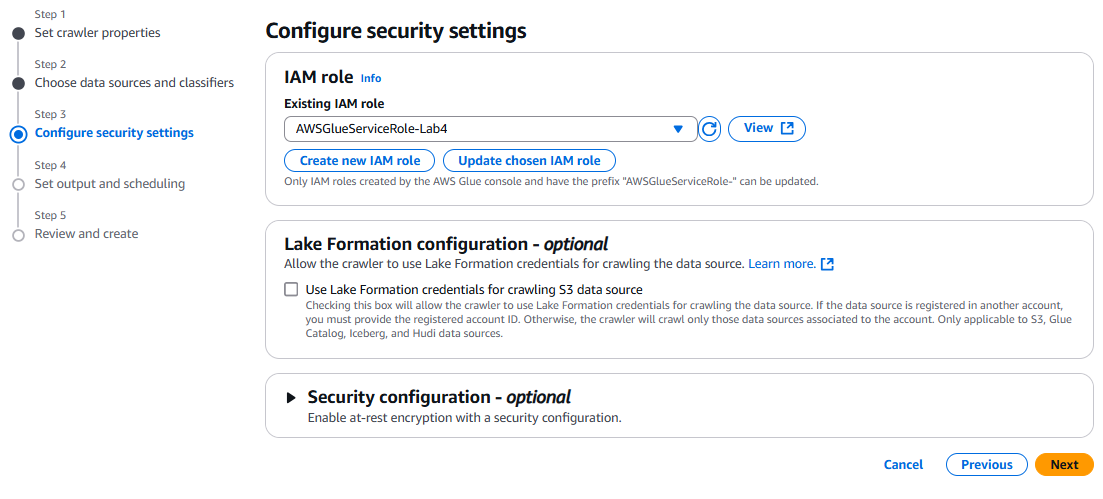 Step 1
Set crawler properties
Step 2
Choose data sources and classifiers
Step 3
Configure security settings
Step 4
Set output and scheduling
Step 5
Review and create
Configure security settings
IAM role Info
Existing IAM role
AWSGlueServiceRole-Lab4
View
Create new IAM role
Update chosen IAM role
Only IAM roles created by the AWS Glue console and have the prefix "AWSGlueServiceRole-" can be updated.
Lake Formation configuration - optional
Allow the crawler to use Lake Formation credentials for crawling the data source. Learn more.
Use Lake Formation credentials for crawling S3 data source
Checking this box will allow the crawler to use Lake Formation credentials for crawling the data source. If the data source is registered in another account,
you must provide the registered account ID. Otherwise, the crawler will crawl only those data sources associated to the account. Only applicable to S3, Glue
Catalog, Iceberg, and Hudi data sources.
Security configuration - optional
Enable at-rest encryption with a security configuration.
Cancel
Previous
Next